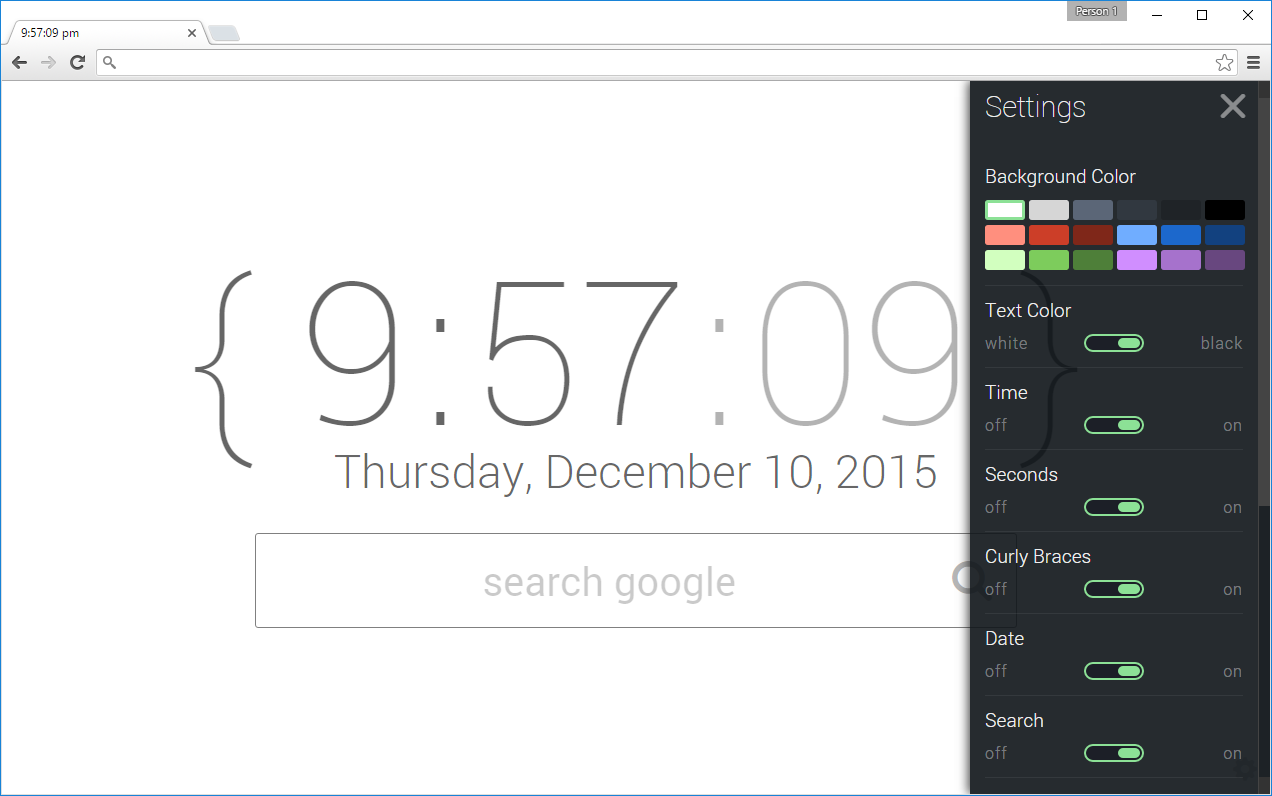 Person 1
9:57:09 pm
Settings
Background Color
{ 9:57:09 }
Thursday, December 10, 2015
search google
Text Color
white black
Time
off on
Seconds
off on
Curly Braces
off on
Date
off on
Search
off on